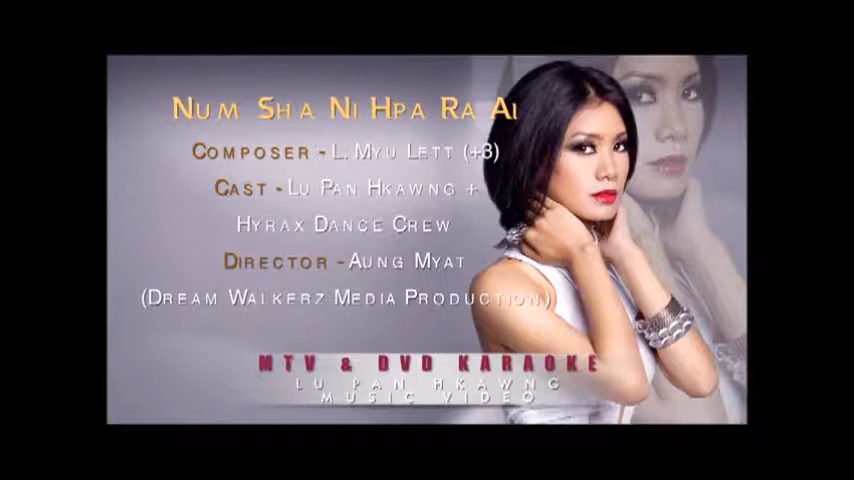 NUM SHA NI HPA RA AI
COMPOSER - L. MYU LETT (+3)
CAST - LU PAN HKAWNG +
HYRAX DANCE CREW
DIRECTOR - AUNG MYAT
(DREAM WALKERZ MEDIA PRODUCTION)
MTV & DVD KARAOKE
LU PAN HKAWNG
MUSIC VIDEO